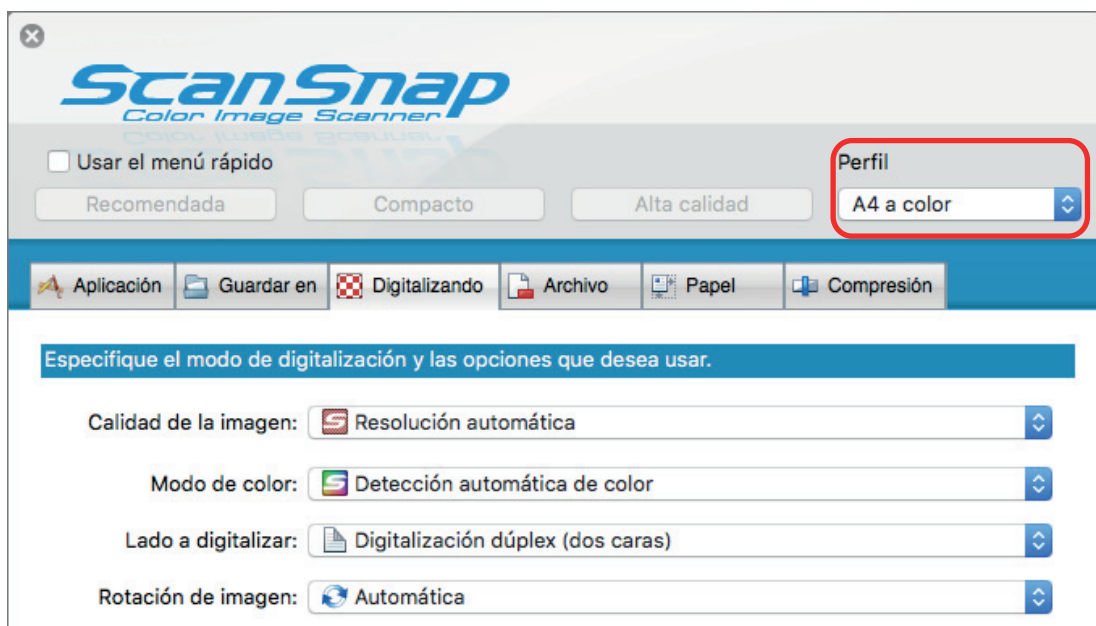 ScanSnap
Color Image Scanner
Usar el menú rápido
Perfil
Recomendada Compacto Alta calidad A4 a color
Aplicación Guardar en Digitalizando Archivo Papel Compresión
Especifique el modo de digitalización y las opciones que desea usar.
Calidad de la imagen: Resolución automática
Modo de color: Detección automática de color
Lado a digitalizar: Digitalización dúplex (dos caras)
Rotación de imagen: Automática